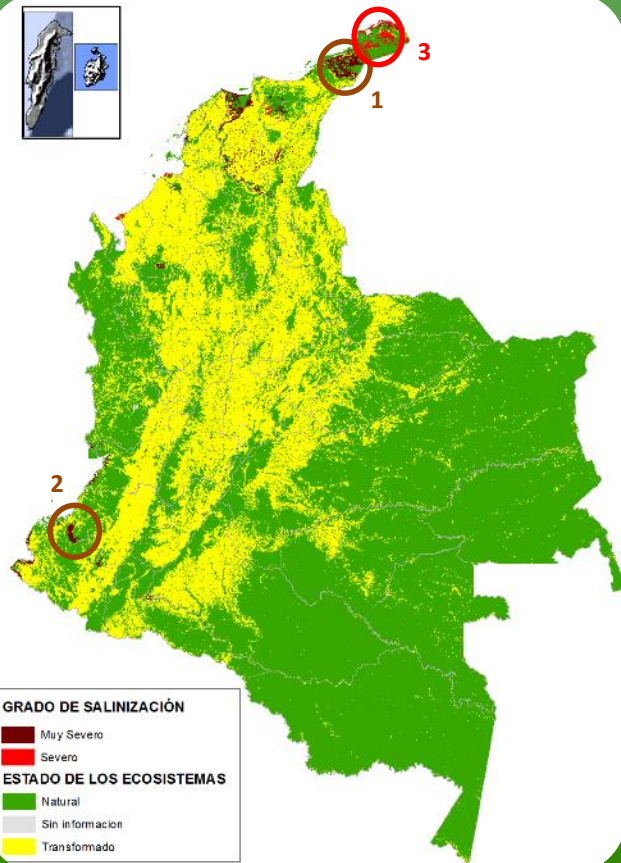 3
1
2
GRADO DE SALINIZACIÓN
Muy Severo
Severo
ESTADO DE LOS ECOSISTEMAS
Natural
Sin informacion
Transformado